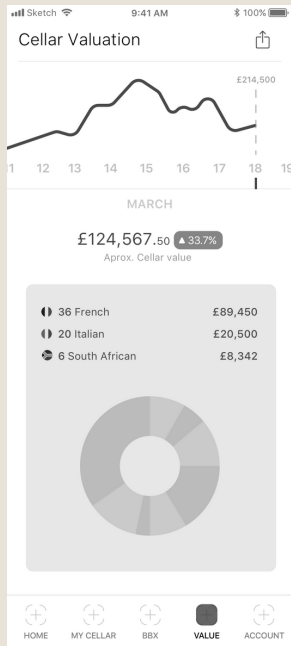 Sketch 9:41 AM 100%
Cellar Valuation
£214,500
11 12 13 14 15 16 17 18 19
MARCH
£124,567.50 ▲ 33.7%
Aprox. Cellar value
36 French £89,450
20 Italian £20,500
6 South African £8,342
HOME MY CELLAR BBX VALUE ACCOUNT